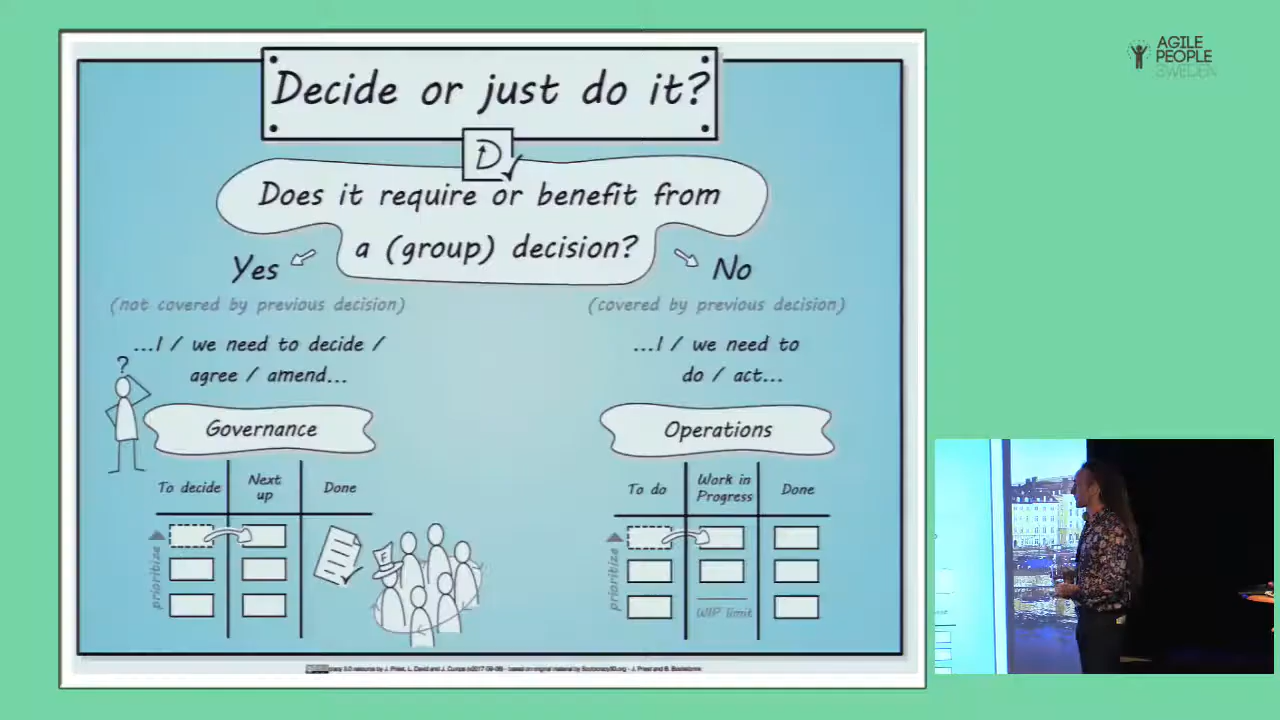 Decide or just do it?
D
Does it require or benefit from
a (group) decision?
Yes
No
(not covered by previous decision)
(covered by previous decision)
...I / we need to decide /
agree / amend...
...I / we need to
do / act...
?
Governance
Operations
To decide
Next
up
Done
To do
Work in
Progress
Done
prioritize
F
prioritize
WIP limit
AGILE
PEOPLE
SWEDEN